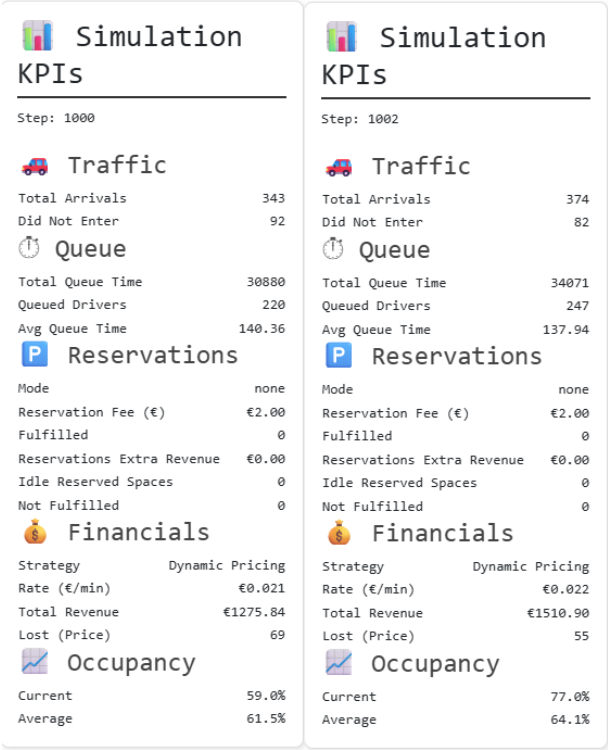 Simulation
KPIs
Step: 1000
Traffic
Total Arrivals 343
Did Not Enter 92
Queue
Total Queue Time 30880
Queued Drivers 220
Avg Queue Time 140.36
P Reservations
Mode none
Reservation Fee (€) €2.00
Fulfilled 0
Reservations Extra Revenue €0.00
Idle Reserved Spaces 0
Not Fulfilled 0
$ Financials
Strategy Dynamic Pricing
Rate (€/min) €0.021
Total Revenue €1275.84
Lost (Price) 69
Occupancy
Current 59.0%
Average 61.5%
Simulation
KPIs
Step: 1002
Traffic
Total Arrivals 374
Did Not Enter 82
Queue
Total Queue Time 34071
Queued Drivers 247
Avg Queue Time 137.94
P Reservations
Mode none
Reservation Fee (€) €2.00
Fulfilled 0
Reservations Extra Revenue €0.00
Idle Reserved Spaces 0
Not Fulfilled 0
$ Financials
Strategy Dynamic Pricing
Rate (€/min) €0.022
Total Revenue €1510.90
Lost (Price) 55
Occupancy
Current 77.0%
Average 64.1%